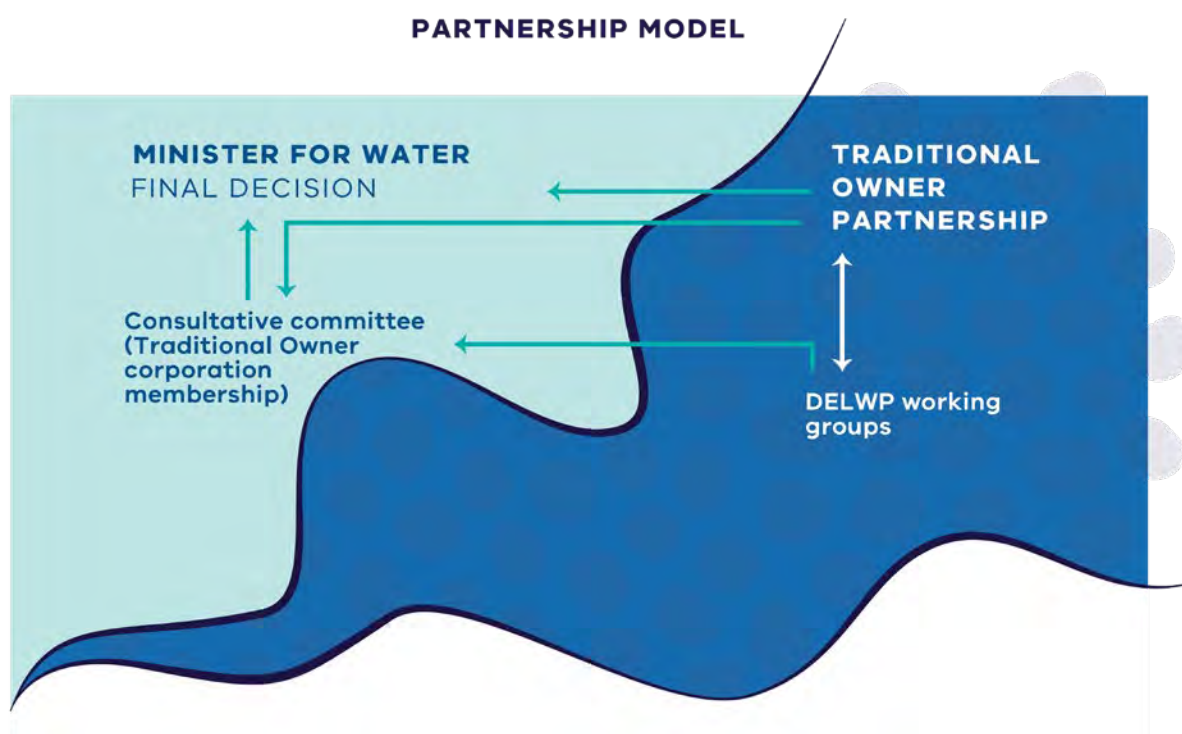 PARTNERSHIP MODEL
MINISTER FOR WATER
FINAL DECISION
TRADITIONAL
OWNER
PARTNERSHIP
Consultative committee
(Traditional Owner
corporation
membership)
DELWP working
groups